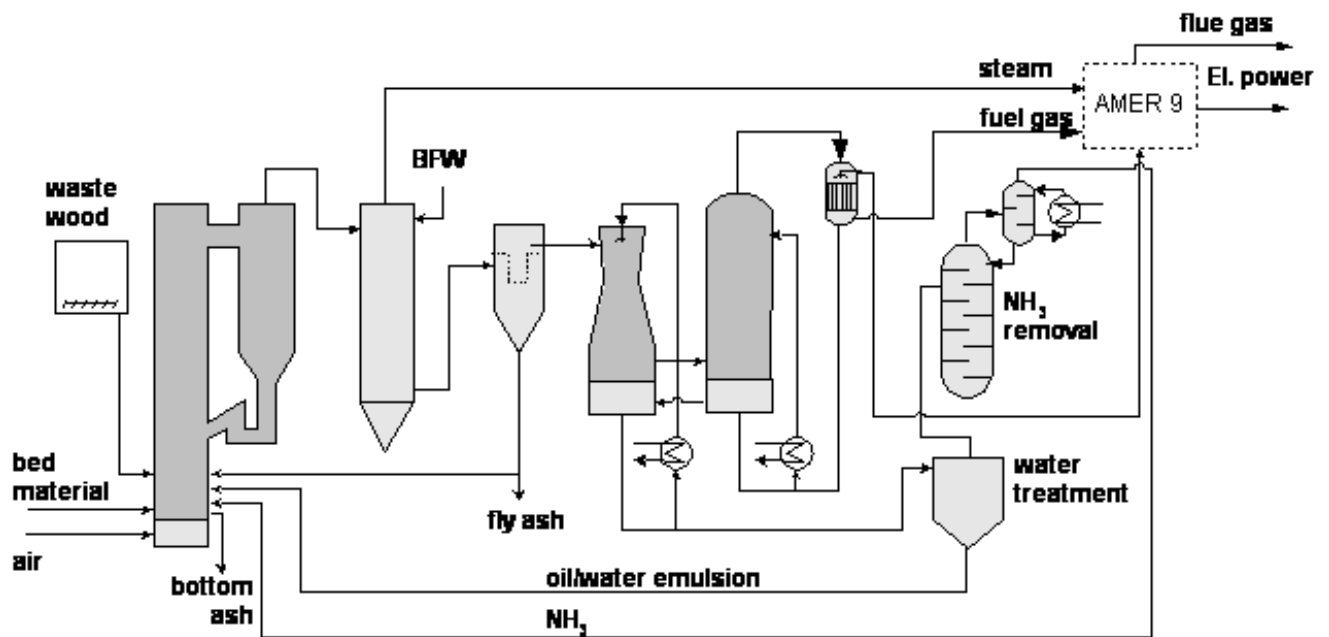 flue gas
steam
El. power
AMER 9
fuel gas
BFW
waste
wood
NH3
removal
bed
material
water
treatment
fly ash
air
oil/water emulsion
bottom
ash
NH3